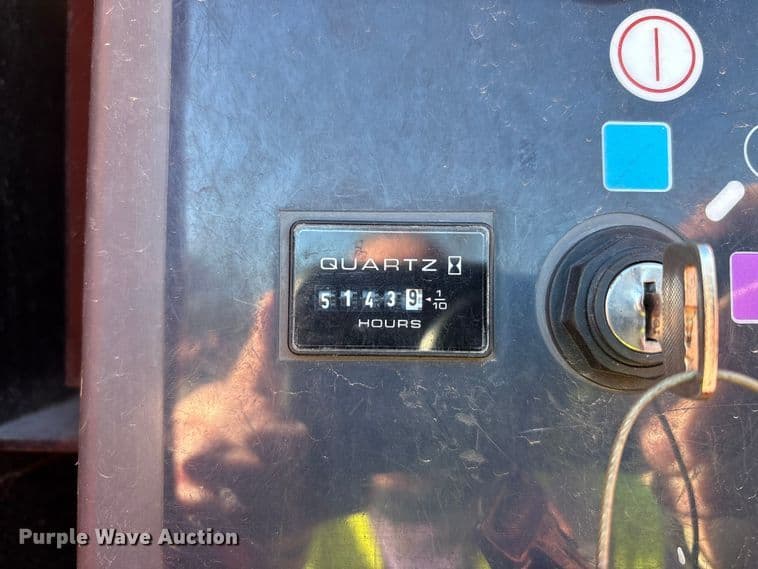 QUARTZ
5 1 4 3 9 1/10
HOURS
Purple Wave Auction